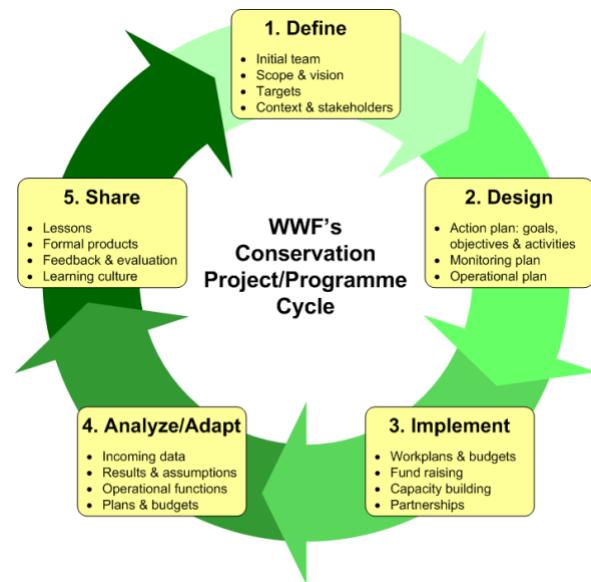 1. Define
• Initial team
• Scope & vision
• Targets
• Context & stakeholders
2. Design
• Action plan: goals,
objectives & activities
• Monitoring plan
• Operational plan
3. Implement
• Workplans & budgets
• Fund raising
• Capacity building
• Partnerships
4. Analyze/Adapt
• Incoming data
• Results & assumptions
• Operational functions
• Plans & budgets
5. Share
• Lessons
• Formal products
• Feedback & evaluation
• Learning culture
WWF's
Conservation
Project/Programme
Cycle